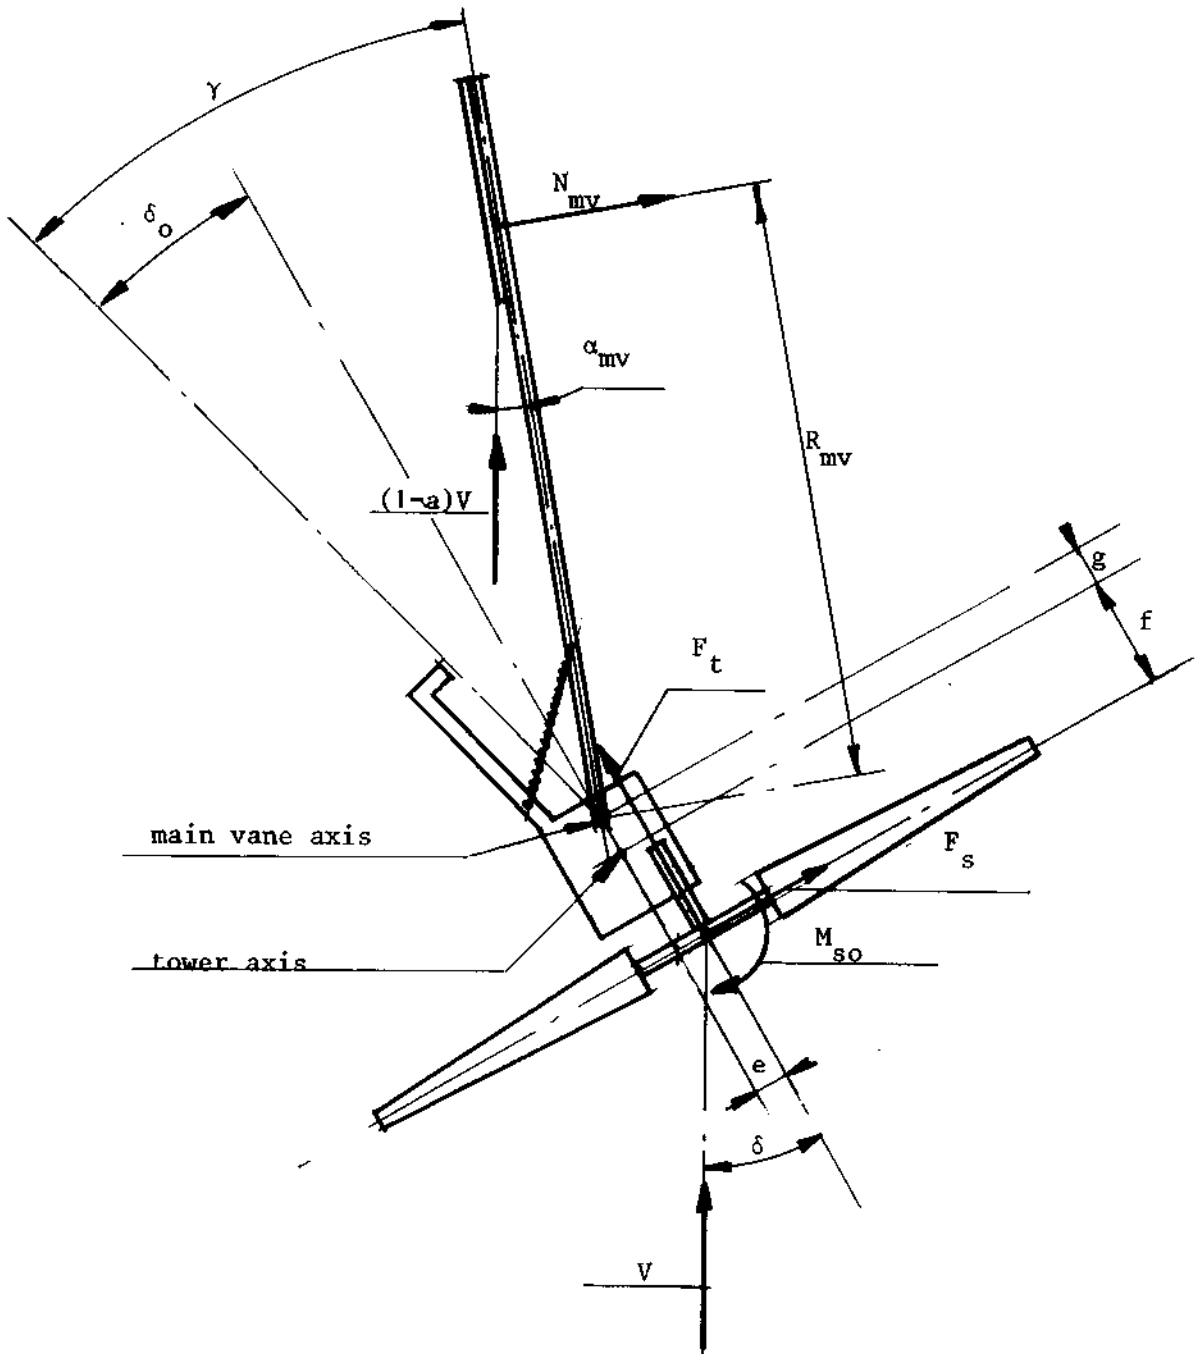 γ
δo
Nmv
αmv
Rmv
(1-a)V
g
f
Ft
main vane axis
Fs
Mso
tower axis
e
δ
V